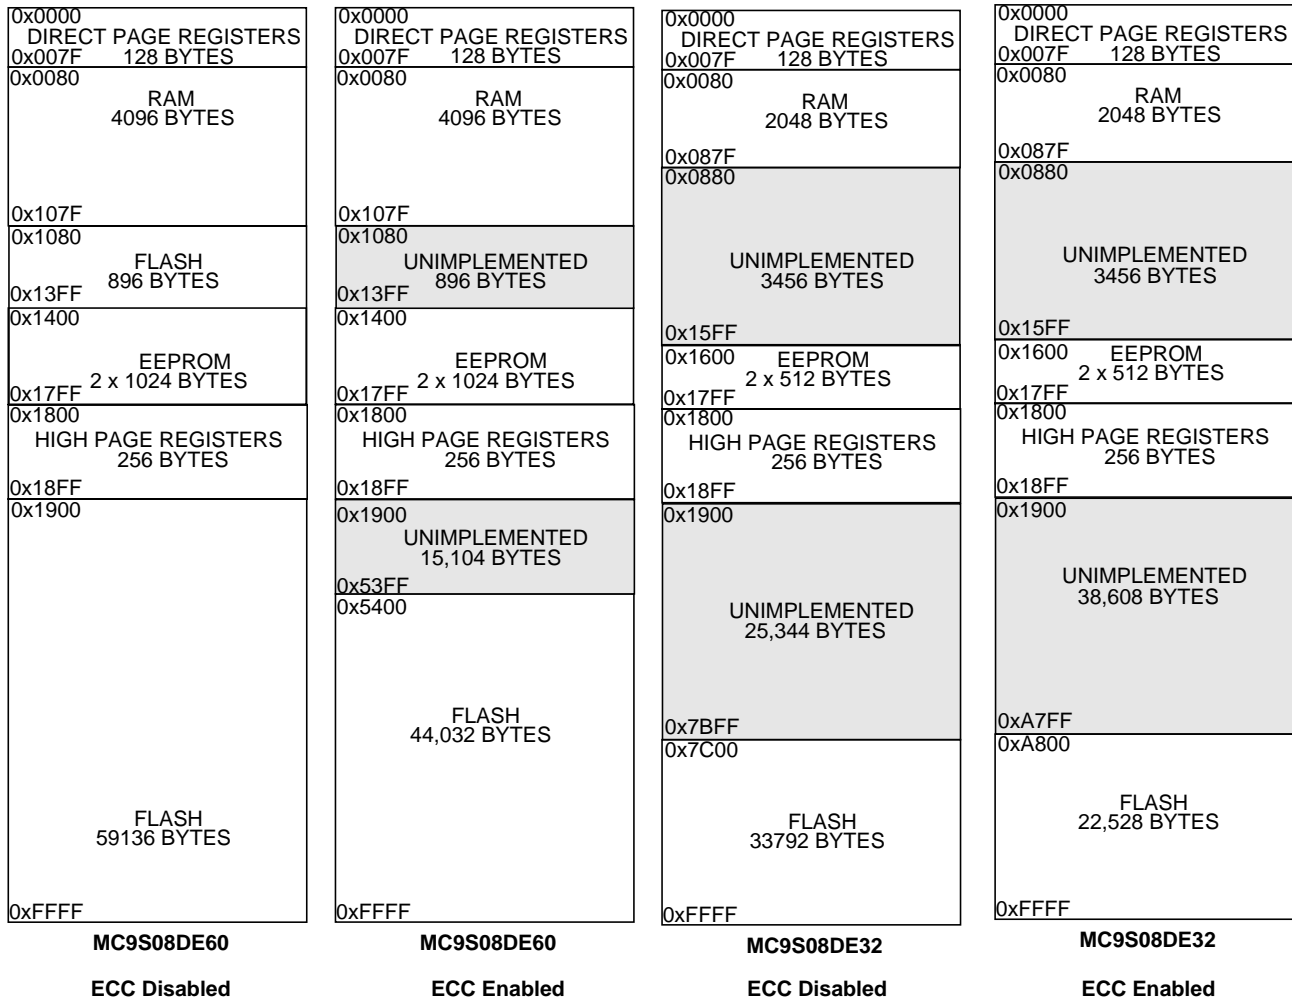 0x0000
DIRECT PAGE REGISTERS
0x007F 128 BYTES
0x0080
RAM
4096 BYTES
0x107F
0x1080
FLASH
896 BYTES
0x13FF
0x1400
EEPROM
2 x 1024 BYTES
0x17FF
0x1800
HIGH PAGE REGISTERS
256 BYTES
0x18FF
0x1900
FLASH
59136 BYTES
0xFFFF
MC9S08DE60
ECC Disabled
0x0000
DIRECT PAGE REGISTERS
0x007F 128 BYTES
0x0080
RAM
4096 BYTES
0x107F
0x1080
UNIMPLEMENTED
896 BYTES
0x13FF
0x1400
EEPROM
2 x 1024 BYTES
0x17FF
0x1800
HIGH PAGE REGISTERS
256 BYTES
0x18FF
0x1900
UNIMPLEMENTED
15,104 BYTES
0x53FF
0x5400
FLASH
44,032 BYTES
0xFFFF
MC9S08DE60
ECC Enabled
0x0000
DIRECT PAGE REGISTERS
0x007F 128 BYTES
0x0080
RAM
2048 BYTES
0x087F
0x0880
UNIMPLEMENTED
3456 BYTES
0x15FF
0x1600
EEPROM
2 x 512 BYTES
0x17FF
0x1800
HIGH PAGE REGISTERS
256 BYTES
0x18FF
0x1900
UNIMPLEMENTED
25,344 BYTES
0x7BFF
0x7C00
FLASH
33792 BYTES
0xFFFF
MC9S08DE32
ECC Disabled
0x0000
DIRECT PAGE REGISTERS
0x007F 128 BYTES
0x0080
RAM
2048 BYTES
0x087F
0x0880
UNIMPLEMENTED
3456 BYTES
0x15FF
0x1600
EEPROM
2 x 512 BYTES
0x17FF
0x1800
HIGH PAGE REGISTERS
256 BYTES
0x18FF
0x1900
UNIMPLEMENTED
38,608 BYTES
0xA7FF
0xA800
FLASH
22,528 BYTES
0xFFFF
MC9S08DE32
ECC Enabled